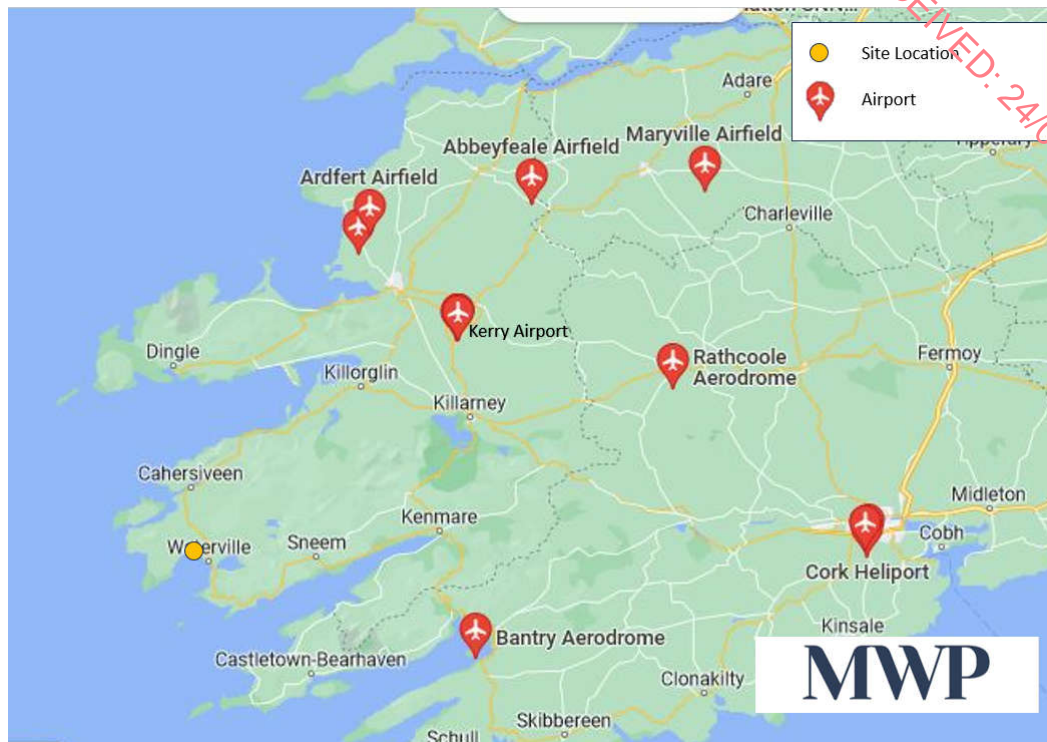 Site Location
Airport
Adare
Maryville Airfield
Abbeyfeale Airfield
Ardfert Airfield
Charleville
Kerry Airport
Dingle
Rathcoole
Aerodrome
Fermoy
Killorglin
Killarney
Cahersiveen
Midleton
Kenmare
Cobh
Sneem
Cork Heliport
Kinsale
Bantry Aerodrome
Castletown-Bearhaven
Clonakilty
MWP
Skibbereen
Schull